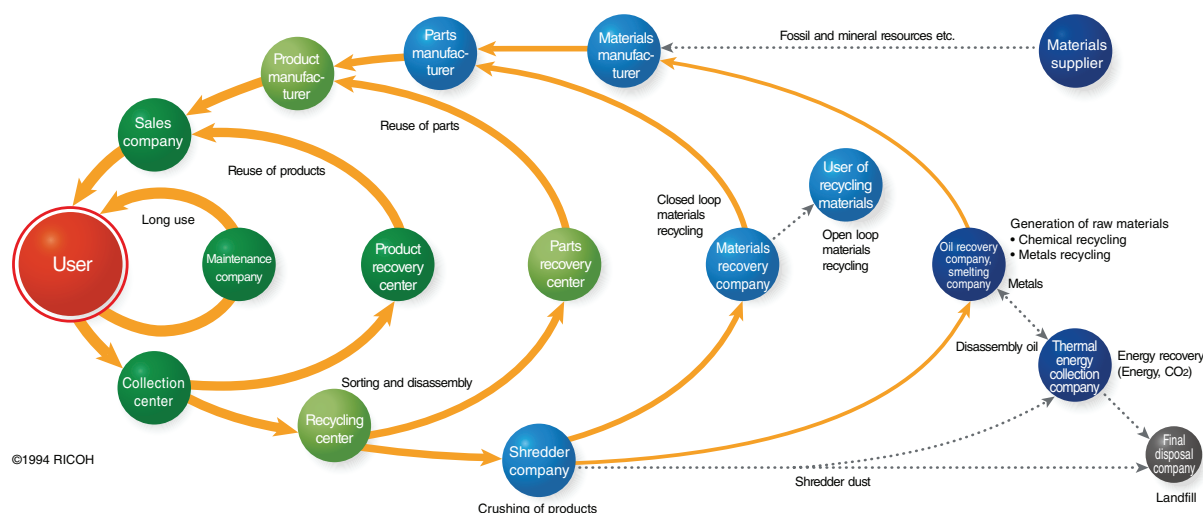 Parts
manufac-
turer
Materials
manufac-
turer
Fossil and mineral resources etc.
Materials
supplier
Product
manufac-
turer
Sales
company
Reuse of parts
Reuse of products
User of
recycling
materials
Long use
Closed loop
materials
recycling
Open loop
materials
recycling
Generation of raw materials
• Chemical recycling
• Metals recycling
User
Maintenance
company
Product
recovery
center
Parts
recovery
center
Materials
recovery
company
Oil recovery
company,
smelting
company
Metals
Disassembly oil
Thermal
energy
collection
company
Energy recovery
(Energy, CO2)
Collection
center
Sorting and disassembly
Recycling
center
Shredder
company
Crushing of products
Shredder dust
Final
disposal
company
Landfill
©1994 RICOH